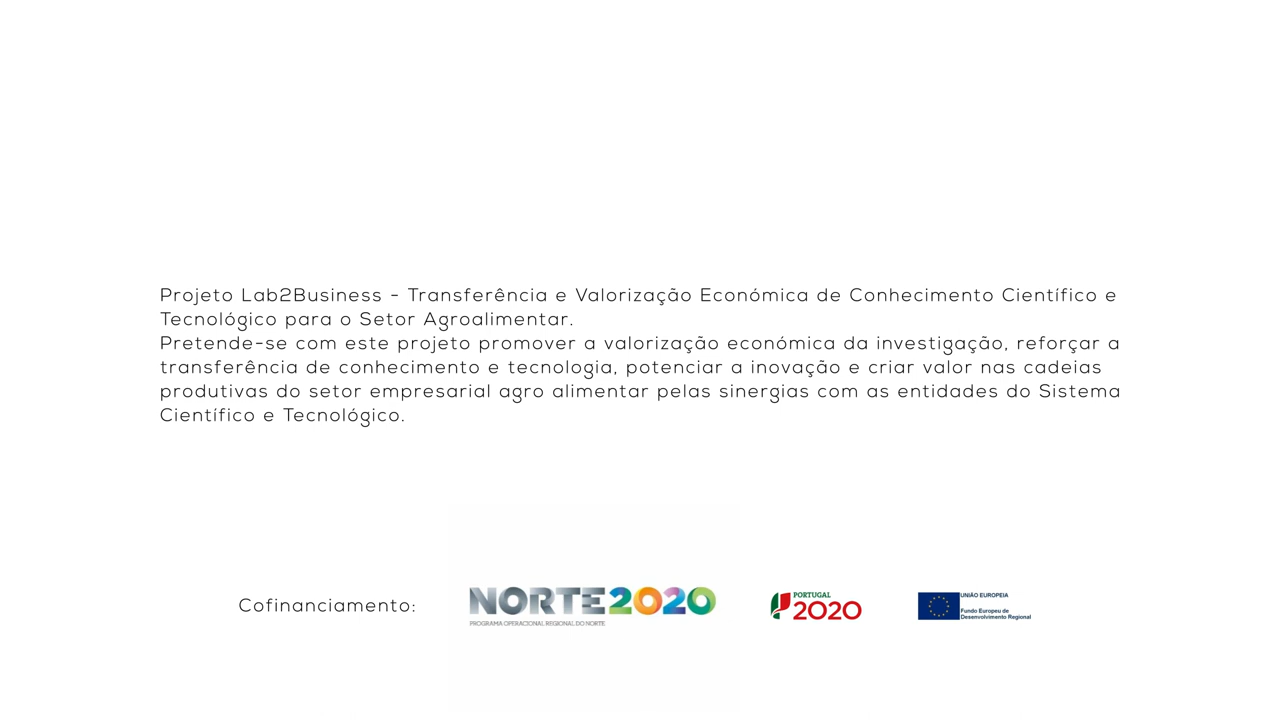 Projeto Lab2Business - Transferência e Valorização Económica de Conhecimento Científico e
Tecnológico para o Setor Agroalimentar.
Pretende-se com este projeto promover a valorização económica da investigação, reforçar a
transferência de conhecimento e tecnologia, potenciar a inovação e criar valor nas cadeias
produtivas do setor empresarial agro alimentar pelas sinergias com as entidades do Sistema
Científico e Tecnológico.
Cofinanciamento:
NORTE2020
PROGRAMA OPERACIONAL REGIONAL DO NORTE
PORTUGAL
2020
UNIÃO EUROPEIA
Fundo Europeu de
Desenvolvimento Regional